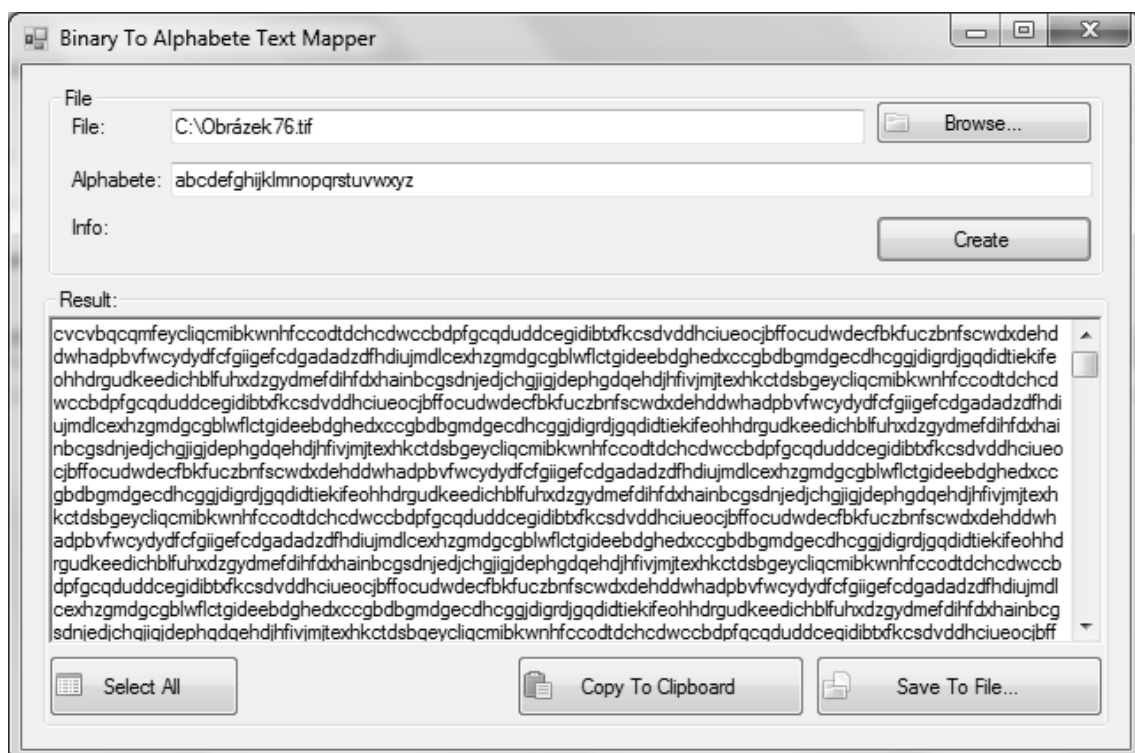 Binary To Alphabete Text Mapper
File
File: C:\Obrázek76.tif Browse...
Alphabete: abcdefghijklmnopqrstuvwxyz
Info: Create
Result:
cvcvbqcqmfeycliqcmibkwnhfccodtdchcdwccbdpfgcqduddcegidibtxfkcsdvddhciueocjbffocudwdecfbkfuczbnfscwdxdehd
dwhadpbvfwcydydfcfgiigefcdgadadzdfhdiujmdlcexhzgmdgcgblwflctgideebdghedxccgbdbgmdgecdhcggjdigrdjgqdidtiekife
ohhdrgudkeedichblfuhxdzgydmefdihfdxhainbcgsdnjedjchgjigjdephgdqehdjhfivjmjtexhkctdsbgeycliqcmibkwnhfccodtdchcd
wccbdpfgcqduddcegidibtxfkcsdvddhciueocjbffocudwdecfbkfuczbnfscwdxdehddwhadpbvfwcydydfcfgiigefcdgadadzdfhdi
ujmdlcexhzgmdgcgblwflctgideebdghedxccgbdbgmdgecdhcggjdigrdjgqdidtiekifeohhdrgudkeedichblfuhxdzgydmefdihfdxhai
nbcgsdnjedjchgjigjdephgdqehdjhfivjmjtexhkctdsbgeycliqcmibkwnhfccodtdchcdwccbdpfgcqduddcegidibtxfkcsdvddhciueo
cjbffocudwdecfbkfuczbnfscwdxdehddwhadpbvfwcydydfcfgiigefcdgadadzdfhdiujmdlcexhzgmdgcgblwflctgideebdghedxcc
gbdbgmdgecdhcggjdigrdjgqdidtiekifeohhdrgudkeedichblfuhxdzgydmefdihfdxhainbcgsdnjedjchgjigjdephgdqehdjhfivjmjtexh
kctdsbgeycliqcmibkwnhfccodtdchcdwccbdpfgcqduddcegidibtxfkcsdvddhciueocjbffocudwdecfbkfuczbnfscwdxdehddwh
adpbvfwcydydfcfgiigefcdgadadzdfhdiujmdlcexhzgmdgcgblwflctgideebdghedxccgbdbgmdgecdhcggjdigrdjgqdidtiekifeohhd
rgudkeedichblfuhxdzgydmefdihfdxhainbcgsdnjedjchgjigjdephgdqehdjhfivjmjtexhkctdsbgeycliqcmibkwnhfccodtdchcdwccb
dpfgcqduddcegidibtxfkcsdvddhciueocjbffocudwdecfbkfuczbnfscwdxdehddwhadpbvfwcydydfcfgiigefcdgadadzdfhdiujmdl
cexhzgmdgcgblwflctgideebdghedxccgbdbgmdgecdhcggjdigrdjgqdidtiekifeohhdrgudkeedichblfuhxdzgydmefdihfdxhainbcg
sdnjedjchgjigjdephgdqehdjhfivjmjtexhkctdsbgeycliqcmibkwnhfccodtdchcdwccbdpfgcqduddcegidibtxfkcsdvddhciueocjbff
Select All Copy To Clipboard Save To File...